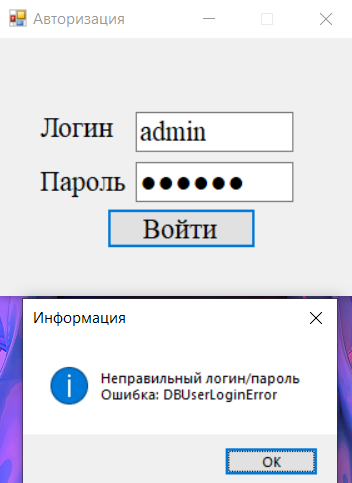 Авторизация
Логин admin
Пароль ●●●●●●
Войти
Информация
Неправильный логин/пароль
Ошибка: DBUserLoginError
OK